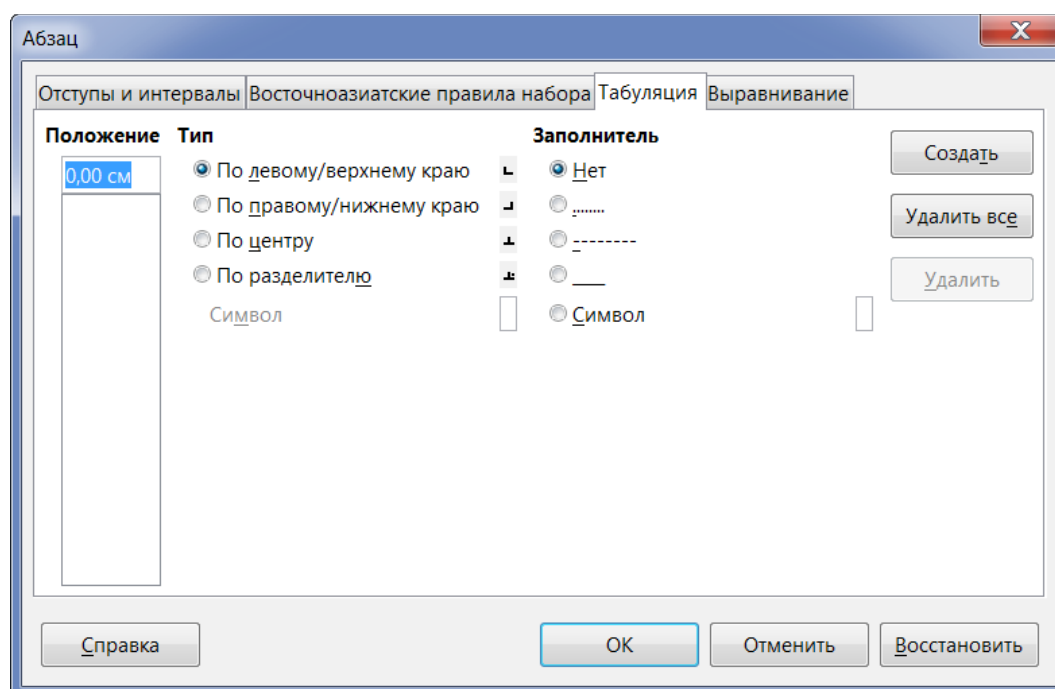 Абзац
Отступы и интервалы Восточноазиатские правила набора Табуляция Выравнивание
Положение Тип Заполнитель
0,00 см По левому/верхнему краю Нет Создать
По правому/нижнему краю ........ Удалить все
По центру --------
По разделителю ___ Удалить
Символ Символ
Справка ОК Отменить Восстановить